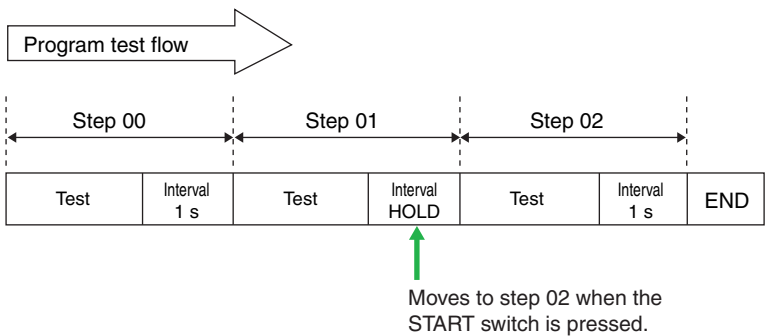 Program test flow
Step 00 Step 01 Step 02
Test Interval Test Interval Test Interval END
1 s HOLD 1 s
Moves to step 02 when the
START switch is pressed.